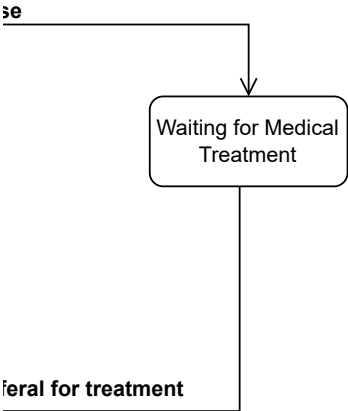 se
Waiting for Medical
Treatment
feral for treatment